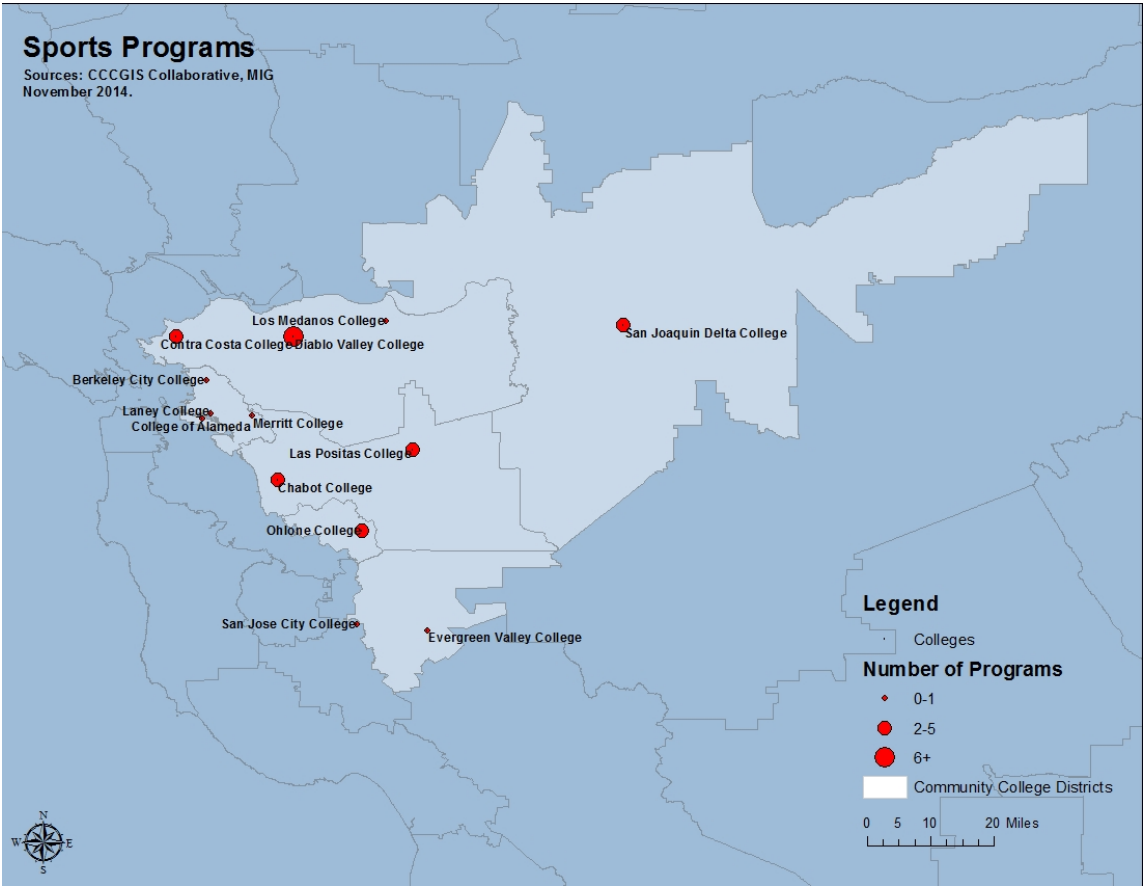 Sports Programs
Sources: CCCGIS Collaborative, MIG
November 2014.
Los Medanos College
San Joaquin Delta College
Contra Costa College
Diablo Valley College
Berkeley City College
Laney College
Merritt College
College of Alameda
Las Positas College
Chabot College
Ohlone College
San Jose City College
Evergreen Valley College
Legend
Colleges
Number of Programs
0-1
2-5
6+
Community College Districts
0 5 10 20 Miles
N
W E
S